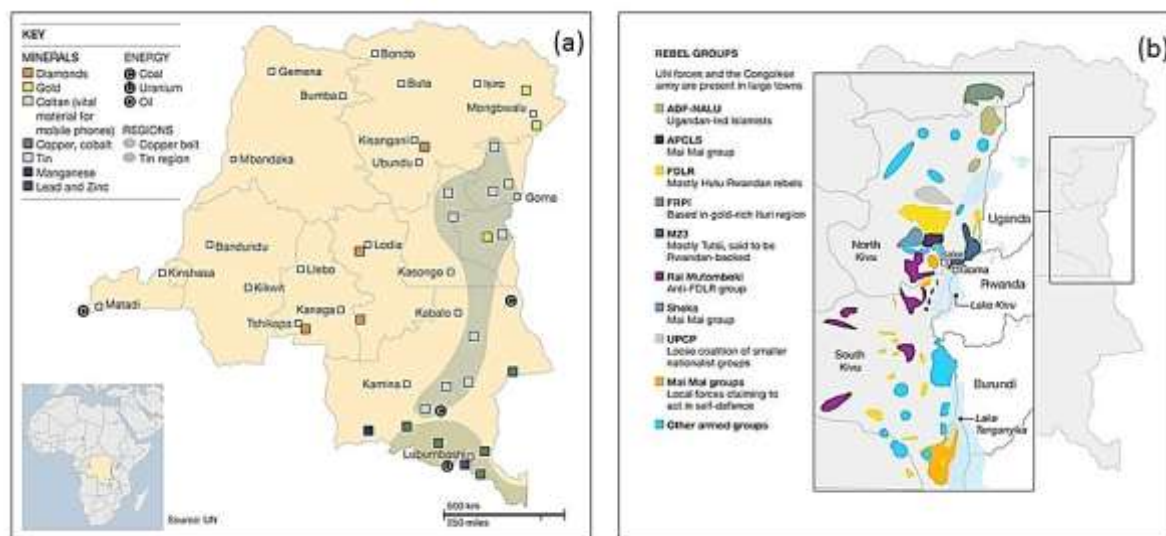 (a)
KEY
MINERALS
Diamonds
Gold
Coltan (vital
material for
mobile phones)
Copper, cobalt
Tin
Manganese
Lead and Zinc
ENERGY
C Coal
U Uranium
O Oil
REGIONS
Copper belt
Tin region
Bondo
Gemena
Buta
Isiro
Bumba
Mongbwalu
Kisangani
Mbandaka
Ubundu
Goma
Bandundu
Lodja
Kinshasa
Ilebo
Kasongo
Kikwit
O
Matadi
Kananga
Kabalo
C
Tshikapa
Kamina
C
Lubumbashi
U
500 km
250 miles
Source: UN
(b)
REBEL GROUPS
UN forces and the Congolese
army are present in large towns
ADF-NALU
Ugandan-led Islamists
APCLS
Mai Mai group
FDLR
Mostly Hutu Rwandan rebels
FRPI
Based in gold-rich Ituri region
M23
Mostly Tutsi, said to be
Rwandan-backed
Rai Mutomboki
Anti-FDLR group
Sheka
Mai Mai group
UPCP
Loose coalition of smaller
nationalist groups
Mai Mai groups
Local forces claiming to
act in self-defence
Other armed groups
Uganda
North
Kivu
Goma
Rwanda
Lake Kivu
South
Kivu
Burundi
Lake
Tanganyika